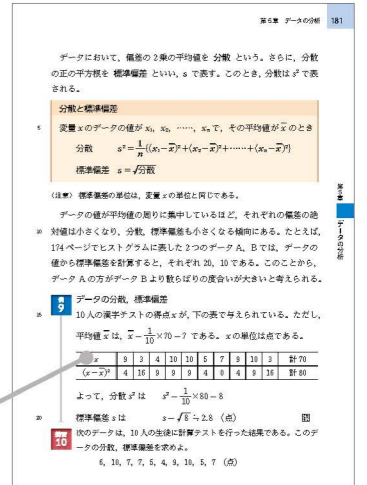 第5章 データの分析 181
データにおいて，偏差の2乗の平均値を 分散 という。さらに，分散
の正の平方根を 標準偏差 といい，s で表す。このとき，分散は s² で表
される。
分散と標準偏差
5 変量 x のデータの値が x₁，x₂，……，xₙ で，その平均値が x̅ のとき
分散 s²=1/n{(x₁-x̅)²+(x₂-x̅)²+……+(xₙ-x̅)²}
標準偏差 s=√分散
〈注意〉 標準偏差の単位は，変量 x の単位と同じである。
データの値が平均値の周りに集中しているほど，それぞれの偏差の絶
10 対値は小さくなり，分散，標準偏差も小さくなる傾向にある。たとえば，
174 ページでヒストグラムに表した2つのデータ A，B では，データの
値から標準偏差を計算すると，それぞれ 20，10 である。このことから，
データ A の方がデータ B より散らばりの度合いが大きいと考えられる。
例 9 データの分散，標準偏差
15 10人の漢字テストの得点 x が，下の表で与えられている。ただし，
平均値 x̅ は，x̅=1/10×70=7 である。x の単位は点である。
x 9 3 4 10 10 5 7 9 10 3 計 70
(x-x̅)² 4 16 9 9 9 4 0 4 9 16 計 80
よって，分散 s² は s²=1/10×80=8
20 標準偏差 s は s=√8≒2.8 （点） 終
練習 10 次のデータは，10人の生徒に計算テストを行った結果である。このデ
ータの分散，標準偏差を求めよ。
6，10，7，7，5，4，9，10，5，7 （点）
第5章
データの分析